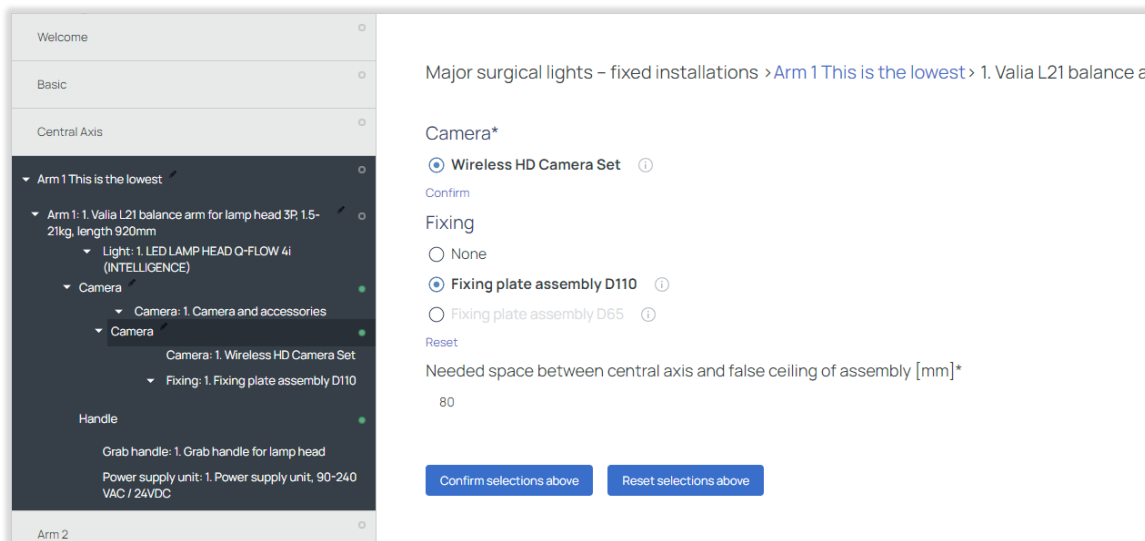 Welcome
Basic
Central Axis
Arm 1 This is the lowest
Arm 1: 1. Valia L21 balance arm for lamp head 3P, 1.5-
21kg, length 920mm
Light: 1. LED LAMP HEAD Q-FLOW 4i
(INTELLIGENCE)
Camera
Camera: 1. Camera and accessories
Camera
Camera: 1. Wireless HD Camera Set
Fixing: 1. Fixing plate assembly D110
Handle
Grab handle: 1. Grab handle for lamp head
Power supply unit: 1. Power supply unit, 90-240
VAC / 24VDC
Arm 2
Major surgical lights – fixed installations > Arm 1 This is the lowest > 1. Valia L21 balance a
Camera*
Wireless HD Camera Set
Confirm
Fixing
None
Fixing plate assembly D110
Fixing plate assembly D65
Reset
Needed space between central axis and false ceiling of assembly [mm]*
80
Confirm selections above
Reset selections above